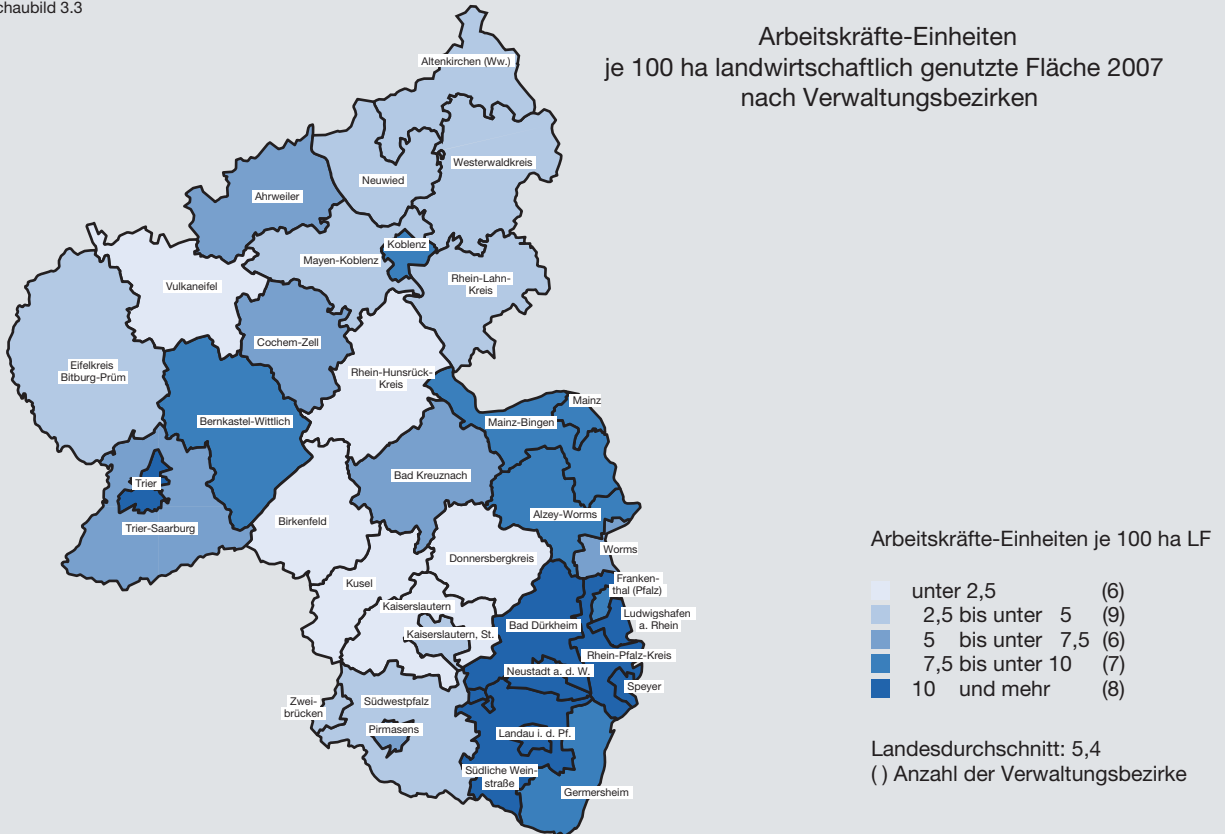 chaubild 3.3
Arbeitskräfte-Einheiten
je 100 ha landwirtschaftlich genutzte Fläche 2007
nach Verwaltungsbezirken
Altenkirchen (Ww.)
Westerwaldkreis
Neuwied
Ahrweiler
Koblenz
Mayen-Koblenz
Rhein-Lahn-
Kreis
Vulkaneifel
Cochem-Zell
Eifelkreis
Bitburg-Prüm
Rhein-Hunsrück-
Kreis
Mainz
Bernkastel-Wittlich
Mainz-Bingen
Bad Kreuznach
Trier
Alzey-Worms
Birkenfeld
Trier-Saarburg
Worms
Donnersbergkreis
Kusel
Franken-
thal (Pfalz)
Kaiserslautern
Ludwigshafen
a. Rhein
Bad Dürkheim
Kaiserslautern, St.
Rhein-Pfalz-Kreis
Neustadt a. d. W.
Speyer
Zwei-
brücken
Südwestpfalz
Pirmasens
Landau i. d. Pf.
Südliche Wein-
straße
Germersheim
Arbeitskräfte-Einheiten je 100 ha LF
unter 2,5 (6)
2,5 bis unter 5 (9)
5 bis unter 7,5 (6)
7,5 bis unter 10 (7)
10 und mehr (8)
Landesdurchschnitt: 5,4
( ) Anzahl der Verwaltungsbezirke